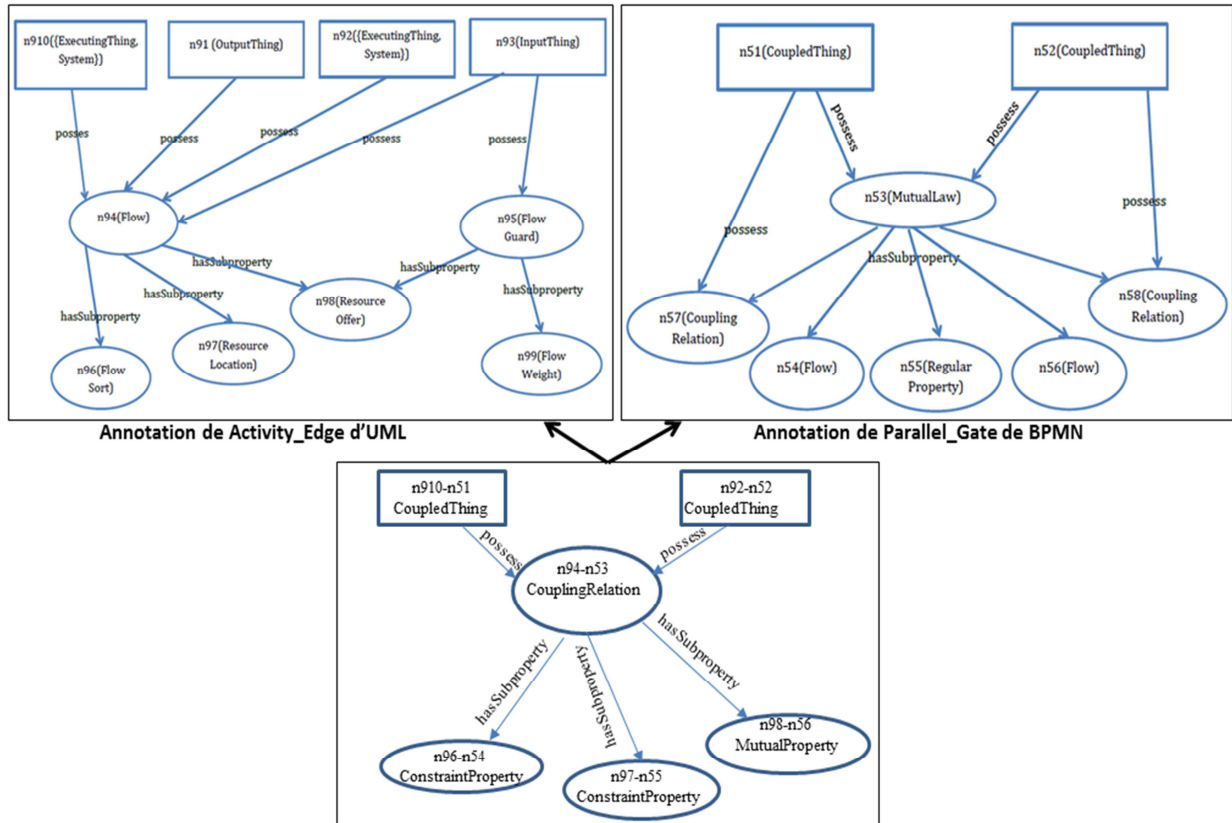 n910({ExecutingThing,
System})
n91 (OutputThing)
n92({ExecutingThing,
System})
n93(InputThing)
posses
possess
possess
possess
possess
n94(Flow)
n95(Flow
Guard)
hasSubproperty
hasSubproperty
hasSubproperty
hasSubproperty
hasSubproperty
n98(Resource
Offer)
n97(Resource
Location)
n96(Flow
Sort)
n99(Flow
Weight)
Annotation de Activity_Edge d'UML
n51(CoupledThing)
n52(CoupledThing)
possess
possess
possess
possess
n53(MutualLaw)
hasSubproperty
n57(Coupling
Relation)
n58(Coupling
Relation)
n54(Flow)
n55(Regular
Property)
n56(Flow)
Annotation de Parallel_Gate de BPMN
n910-n51
CoupledThing
n92-n52
CoupledThing
possess
possess
n94-n53
CouplingRelation
hasSubproperty
hasSubproperty
hasSubproperty
n98-n56
MutualProperty
n96-n54
ConstraintProperty
n97-n55
ConstraintProperty